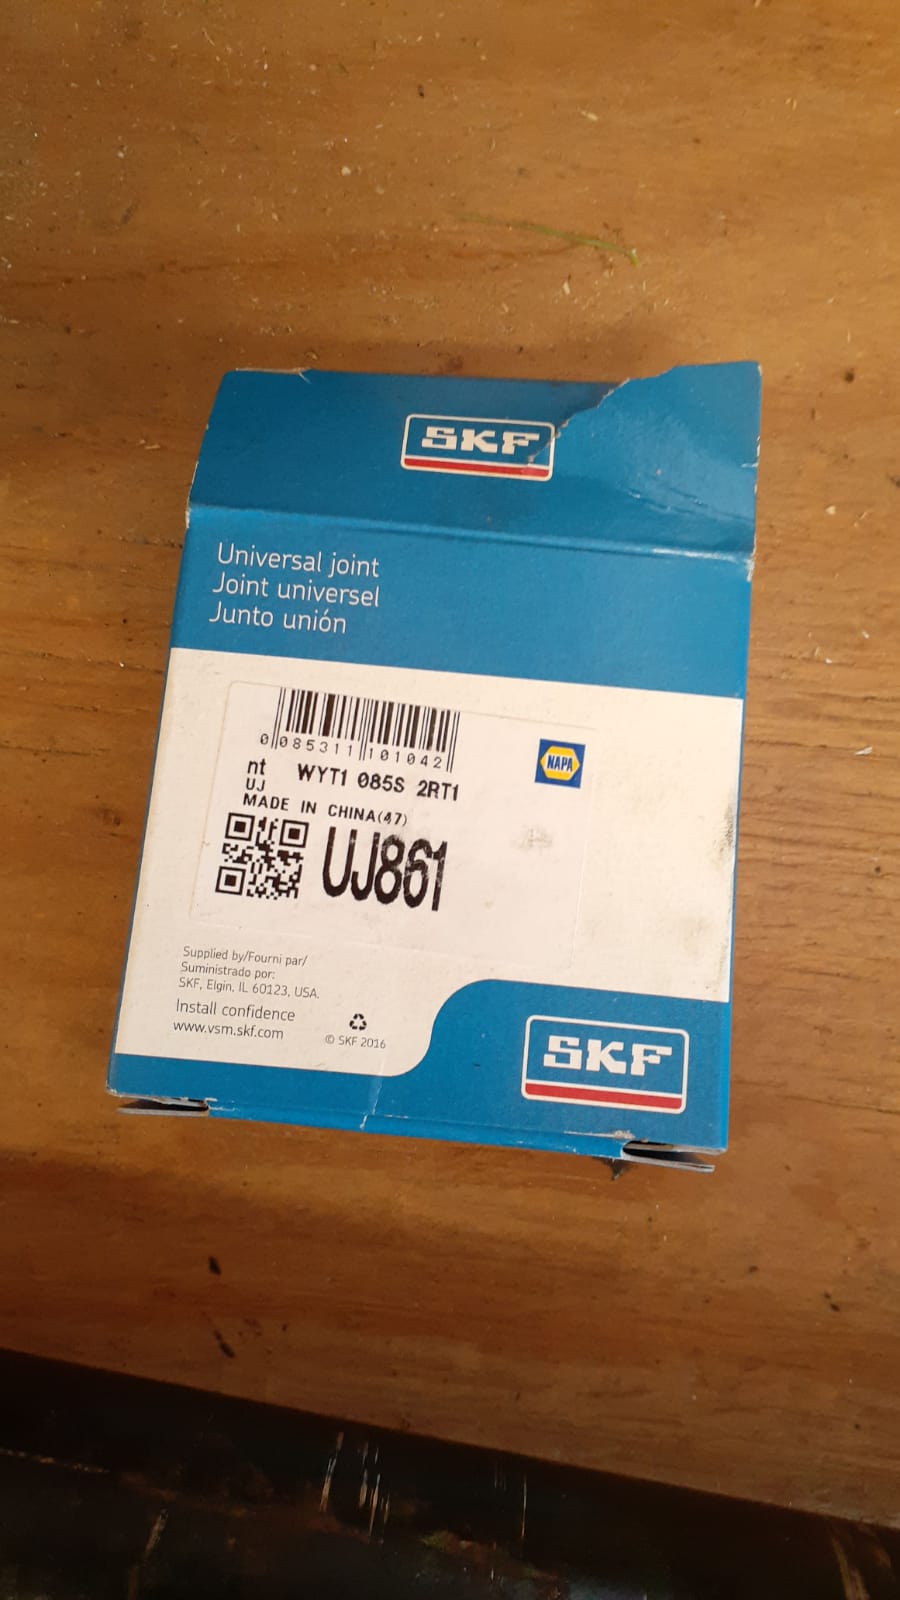 SKF
Universal joint
Joint universel
Junto unión
0 085311 101042
NAPA
nt WYT1 085S 2RT1
UJ
MADE IN CHINA(47)
UJ861
Supplied by/Fourni par/
Suministrado por:
SKF, Elgin, IL 60123, USA.
Install confidence
www.vsm.skf.com
© SKF 2016
SKF